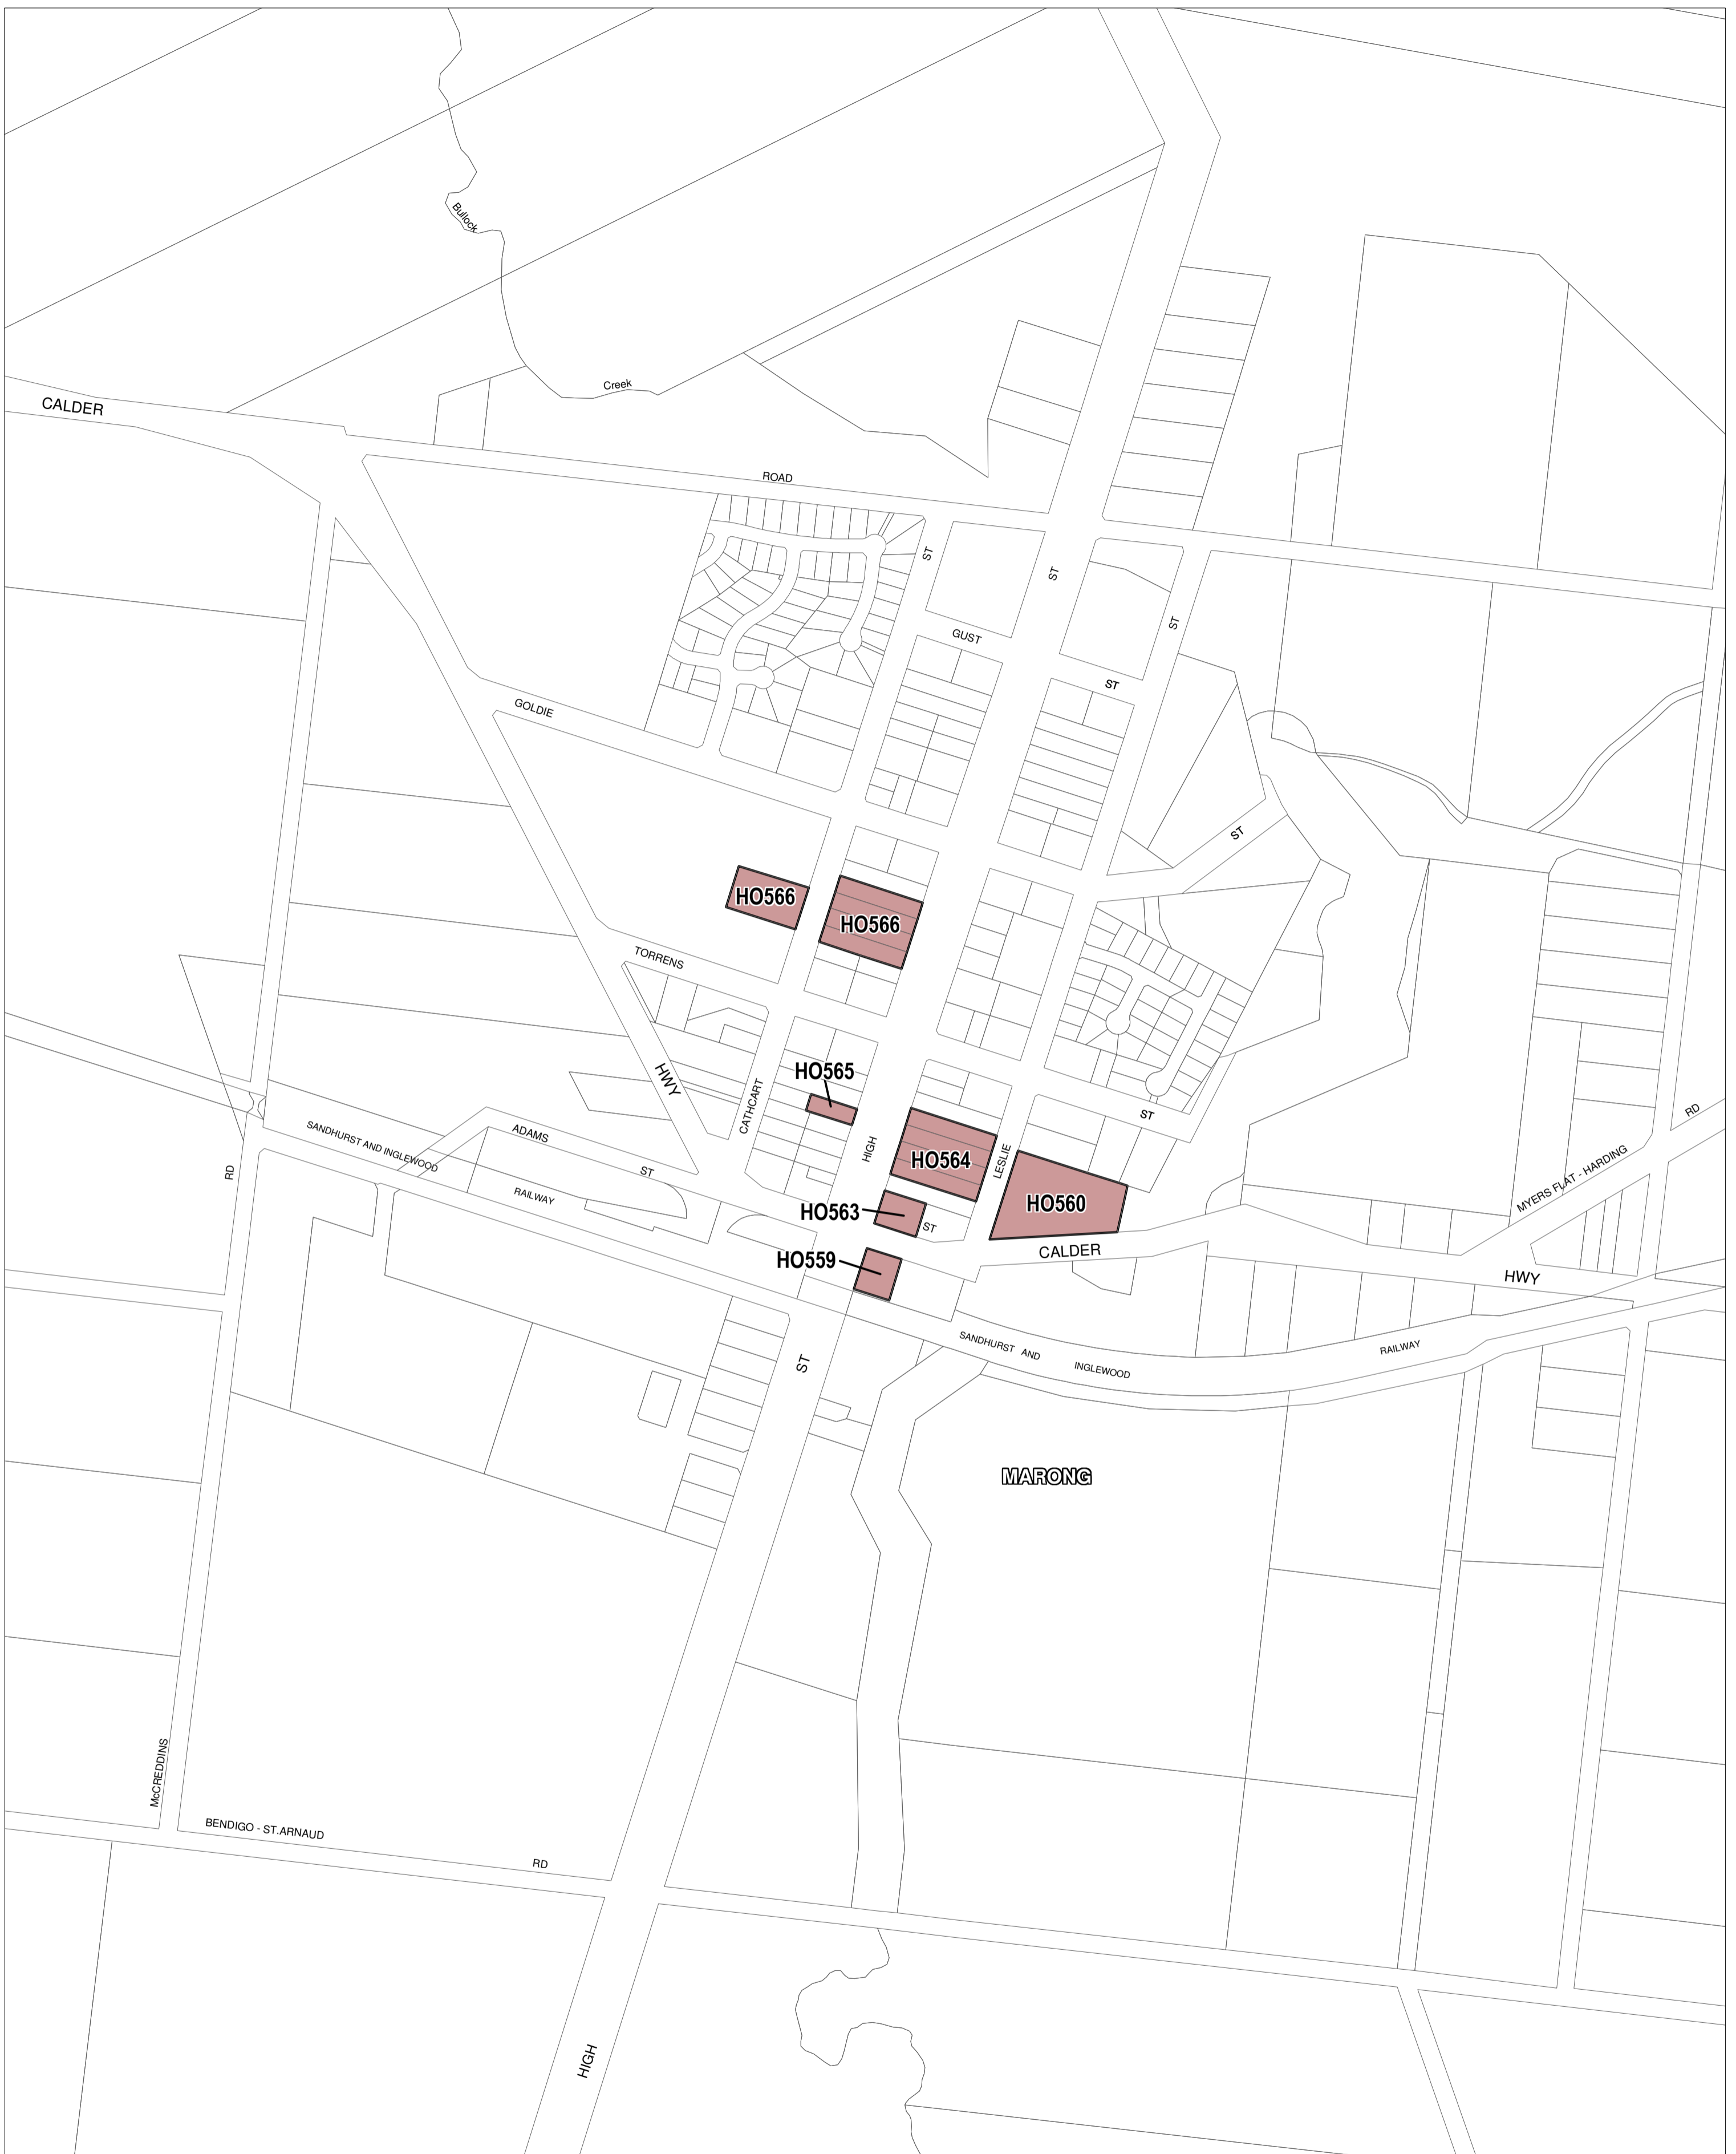 Bullock
Creek
CALDER
ROAD
ST
ST
GUST
ST
ST
GOLDIE
ST
HO566
HO566
TORRENS
HWY
HO565
CATHCART
ST
RD
SANDHURST AND INGLEWOOD
ADAMS
ST
HIGH
HO564
LESLIE
RD
MYERS FLAT - HARDING
RAILWAY
HO563
ST
HO560
CALDER
HO559
HWY
ST
SANDHURST AND
INGLEWOOD
RAILWAY
MARONG
McCREDDINS
BENDIGO - ST.ARNAUD
RD
HIGH